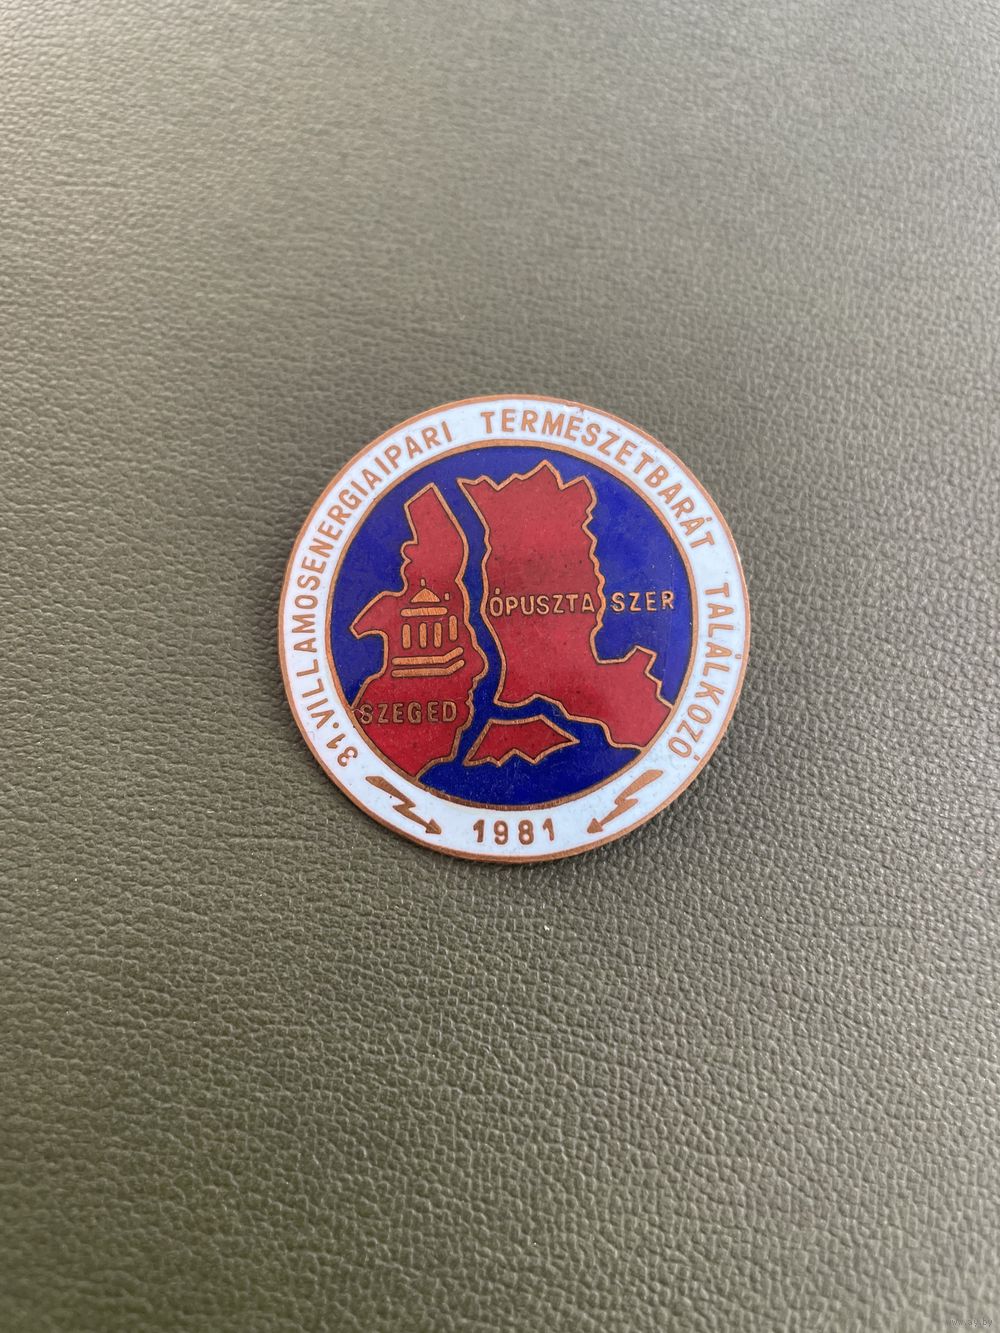 31. VILLAMOSENERGIAIPARI TERMÉSZETBARÁT TALÁLKOZÓ
ÓPUSZTASZER
SZEGED
1981